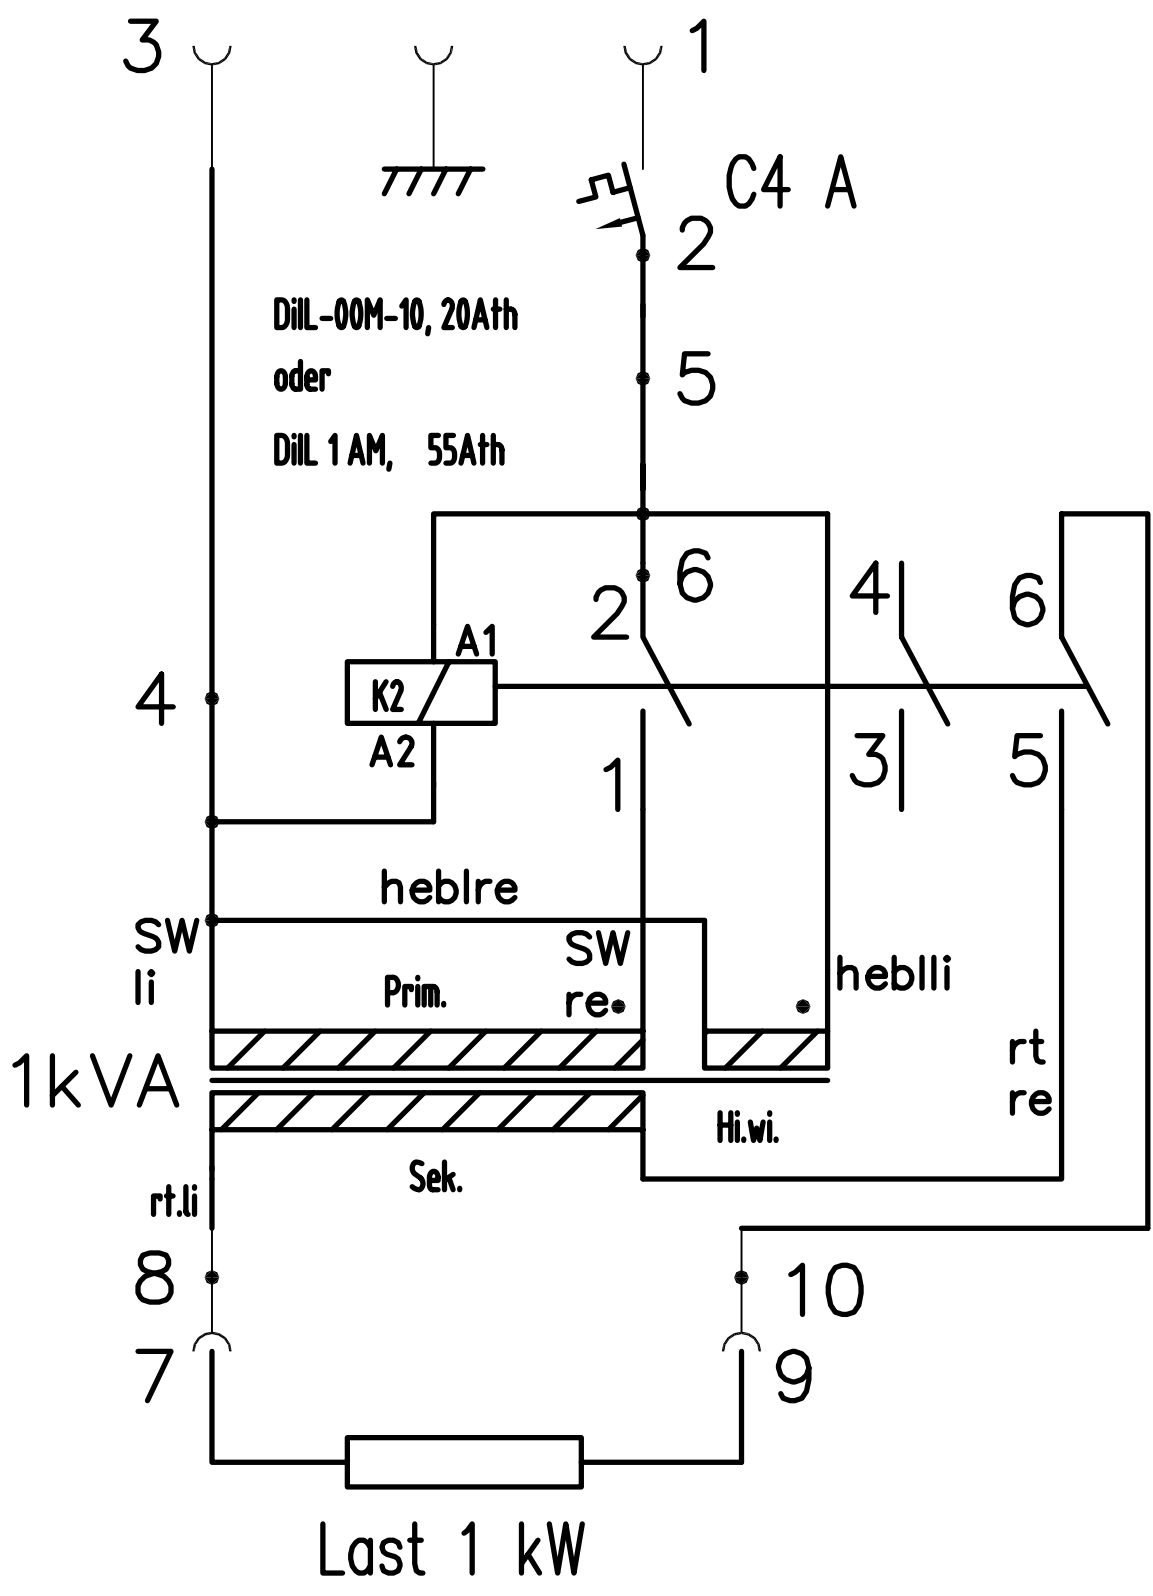 3
1
C4 A
2
DilL-00M-10, 20Ath
oder
5
DilL 1 AM, 55Ath
6
2
4
6
A1
K2
4
A2
1
3
5
heblre
SW
li
SW
re
heblli
Prim.
rt
re
1kVA
Hi.wi.
Sek.
rt.li
8
10
7
9
Last 1 kW